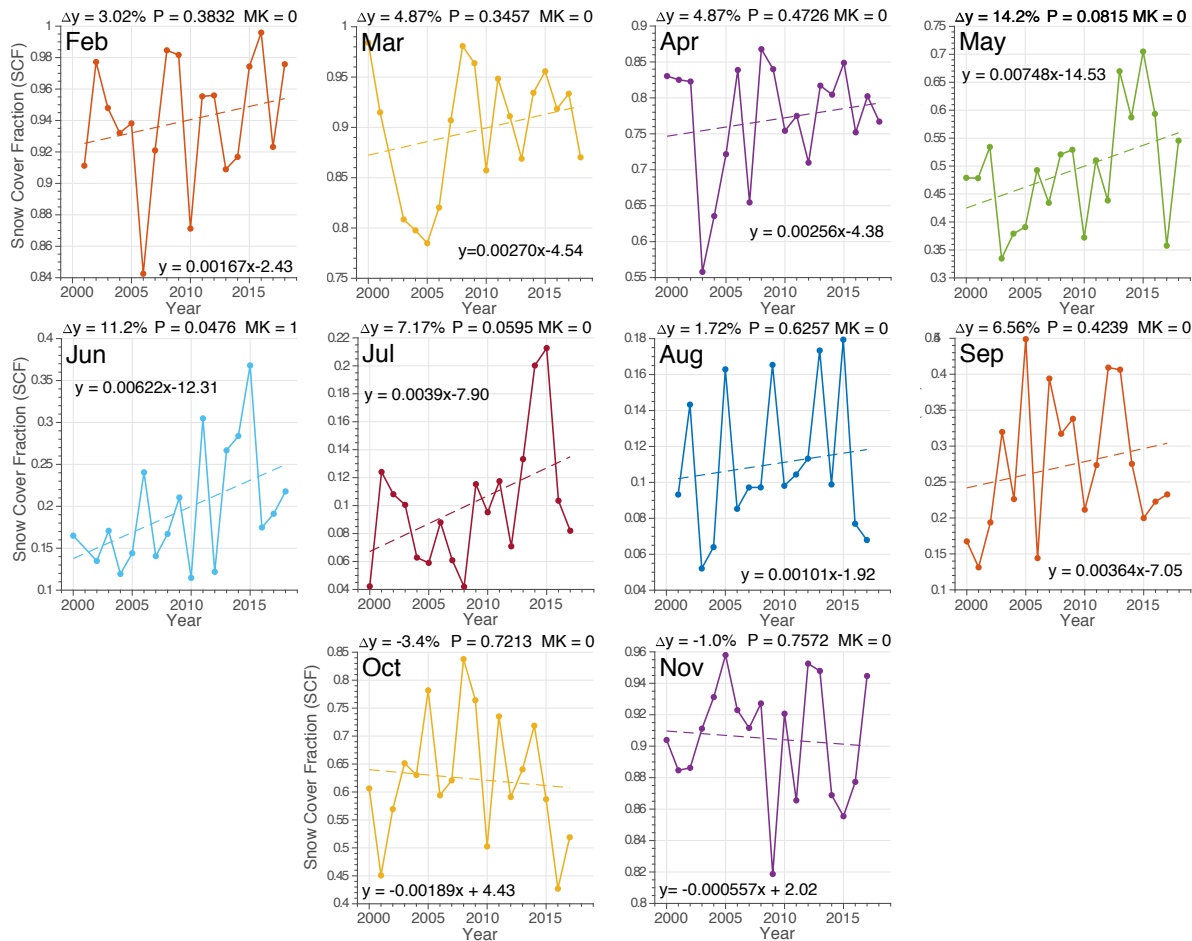 Δy = 3.02% P = 0.3832 MK = 0
Feb
1
0.98
0.96
0.94
0.92
0.9
0.88
0.86
0.84
Snow Cover Fraction (SCF)
y = 0.00167x-2.43
2000 2005 2010 2015
Year
Δy = 4.87% P = 0.3457 MK = 0
Mar
1
0.95
0.9
0.85
0.8
0.75
y=0.00270x-4.54
2000 2005 2010 2015
Year
Δy = 4.87% P = 0.4726 MK = 0
Apr
0.9
0.85
0.8
0.75
0.7
0.65
0.6
0.55
y = 0.00256x-4.38
2000 2005 2010 2015
Year
Δy = 14.2% P = 0.0815 MK = 0
May
0.75
0.7
0.65
0.6
0.55
0.5
0.45
0.4
0.35
0.3
y = 0.00748x-14.53
2000 2005 2010 2015
Year
Δy = 11.2% P = 0.0476 MK = 1
Jun
0.4
0.35
0.3
0.25
0.2
0.15
0.1
Snow Cover Fraction (SCF)
y = 0.00622x-12.31
2000 2005 2010 2015
Year
Δy = 7.17% P = 0.0595 MK = 0
Jul
0.22
0.2
0.18
0.16
0.14
0.12
0.1
0.08
0.06
0.04
y = 0.0039x-7.90
2000 2005 2010 2015
Year
Δy = 1.72% P = 0.6257 MK = 0
Aug
0.18
0.16
0.14
0.12
0.1
0.08
0.06
0.04
y = 0.00101x-1.92
2000 2005 2010 2015
Year
Δy = 6.56% P = 0.4239 MK = 0
Sep
0.4
0.35
0.3
0.25
0.2
0.15
0.1
y = 0.00364x-7.05
2000 2005 2010 2015
Year
Δy = -3.4% P = 0.7213 MK = 0
Oct
0.85
0.8
0.75
0.7
0.65
0.6
0.55
0.5
0.45
0.4
Snow Cover Fraction (SCF)
y = -0.00189x + 4.43
2000 2005 2010 2015
Year
Δy = -1.0% P = 0.7572 MK = 0
Nov
0.96
0.94
0.92
0.9
0.88
0.86
0.84
0.82
0.8
y= -0.000557x + 2.02
2000 2005 2010 2015
Year